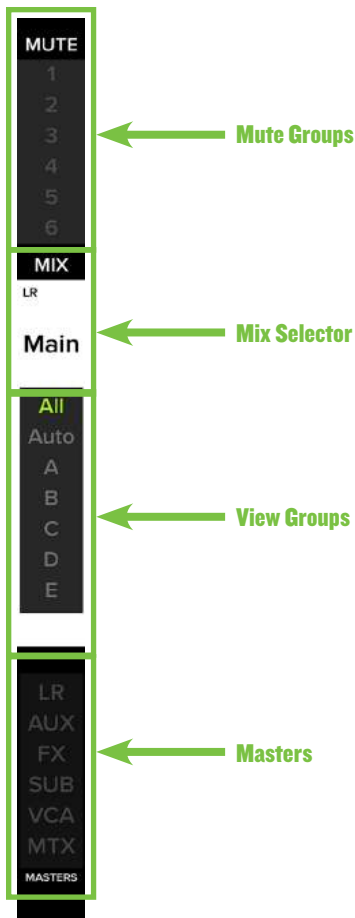 MUTE
1
2
3
4
5
6
Mute Groups
MIX
LR
Main
Mix Selector
All
Auto
A
B
C
D
E
View Groups
LR
AUX
FX
SUB
VCA
MTX
MASTERS
Masters